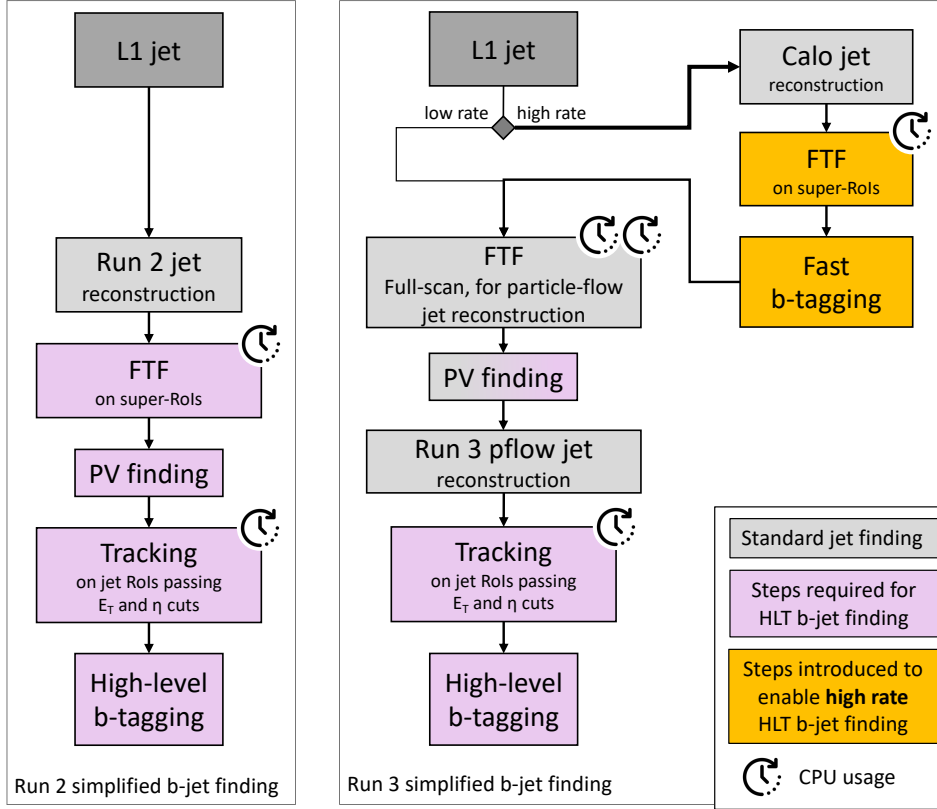 L1 jet
Run 2 jet
reconstruction
FTF
on super-RoIs
PV finding
Tracking
on jet RoIs passing
E_T and η cuts
High-level
b-tagging
Run 2 simplified b-jet finding
L1 jet
low rate
high rate
Calo jet
reconstruction
FTF
on super-RoIs
Fast
b-tagging
FTF
Full-scan, for particle-flow
jet reconstruction
PV finding
Run 3 pflow jet
reconstruction
Tracking
on jet RoIs passing
E_T and η cuts
High-level
b-tagging
Run 3 simplified b-jet finding
Standard jet finding
Steps required for
HLT b-jet finding
Steps introduced to
enable high rate
HLT b-jet finding
CPU usage